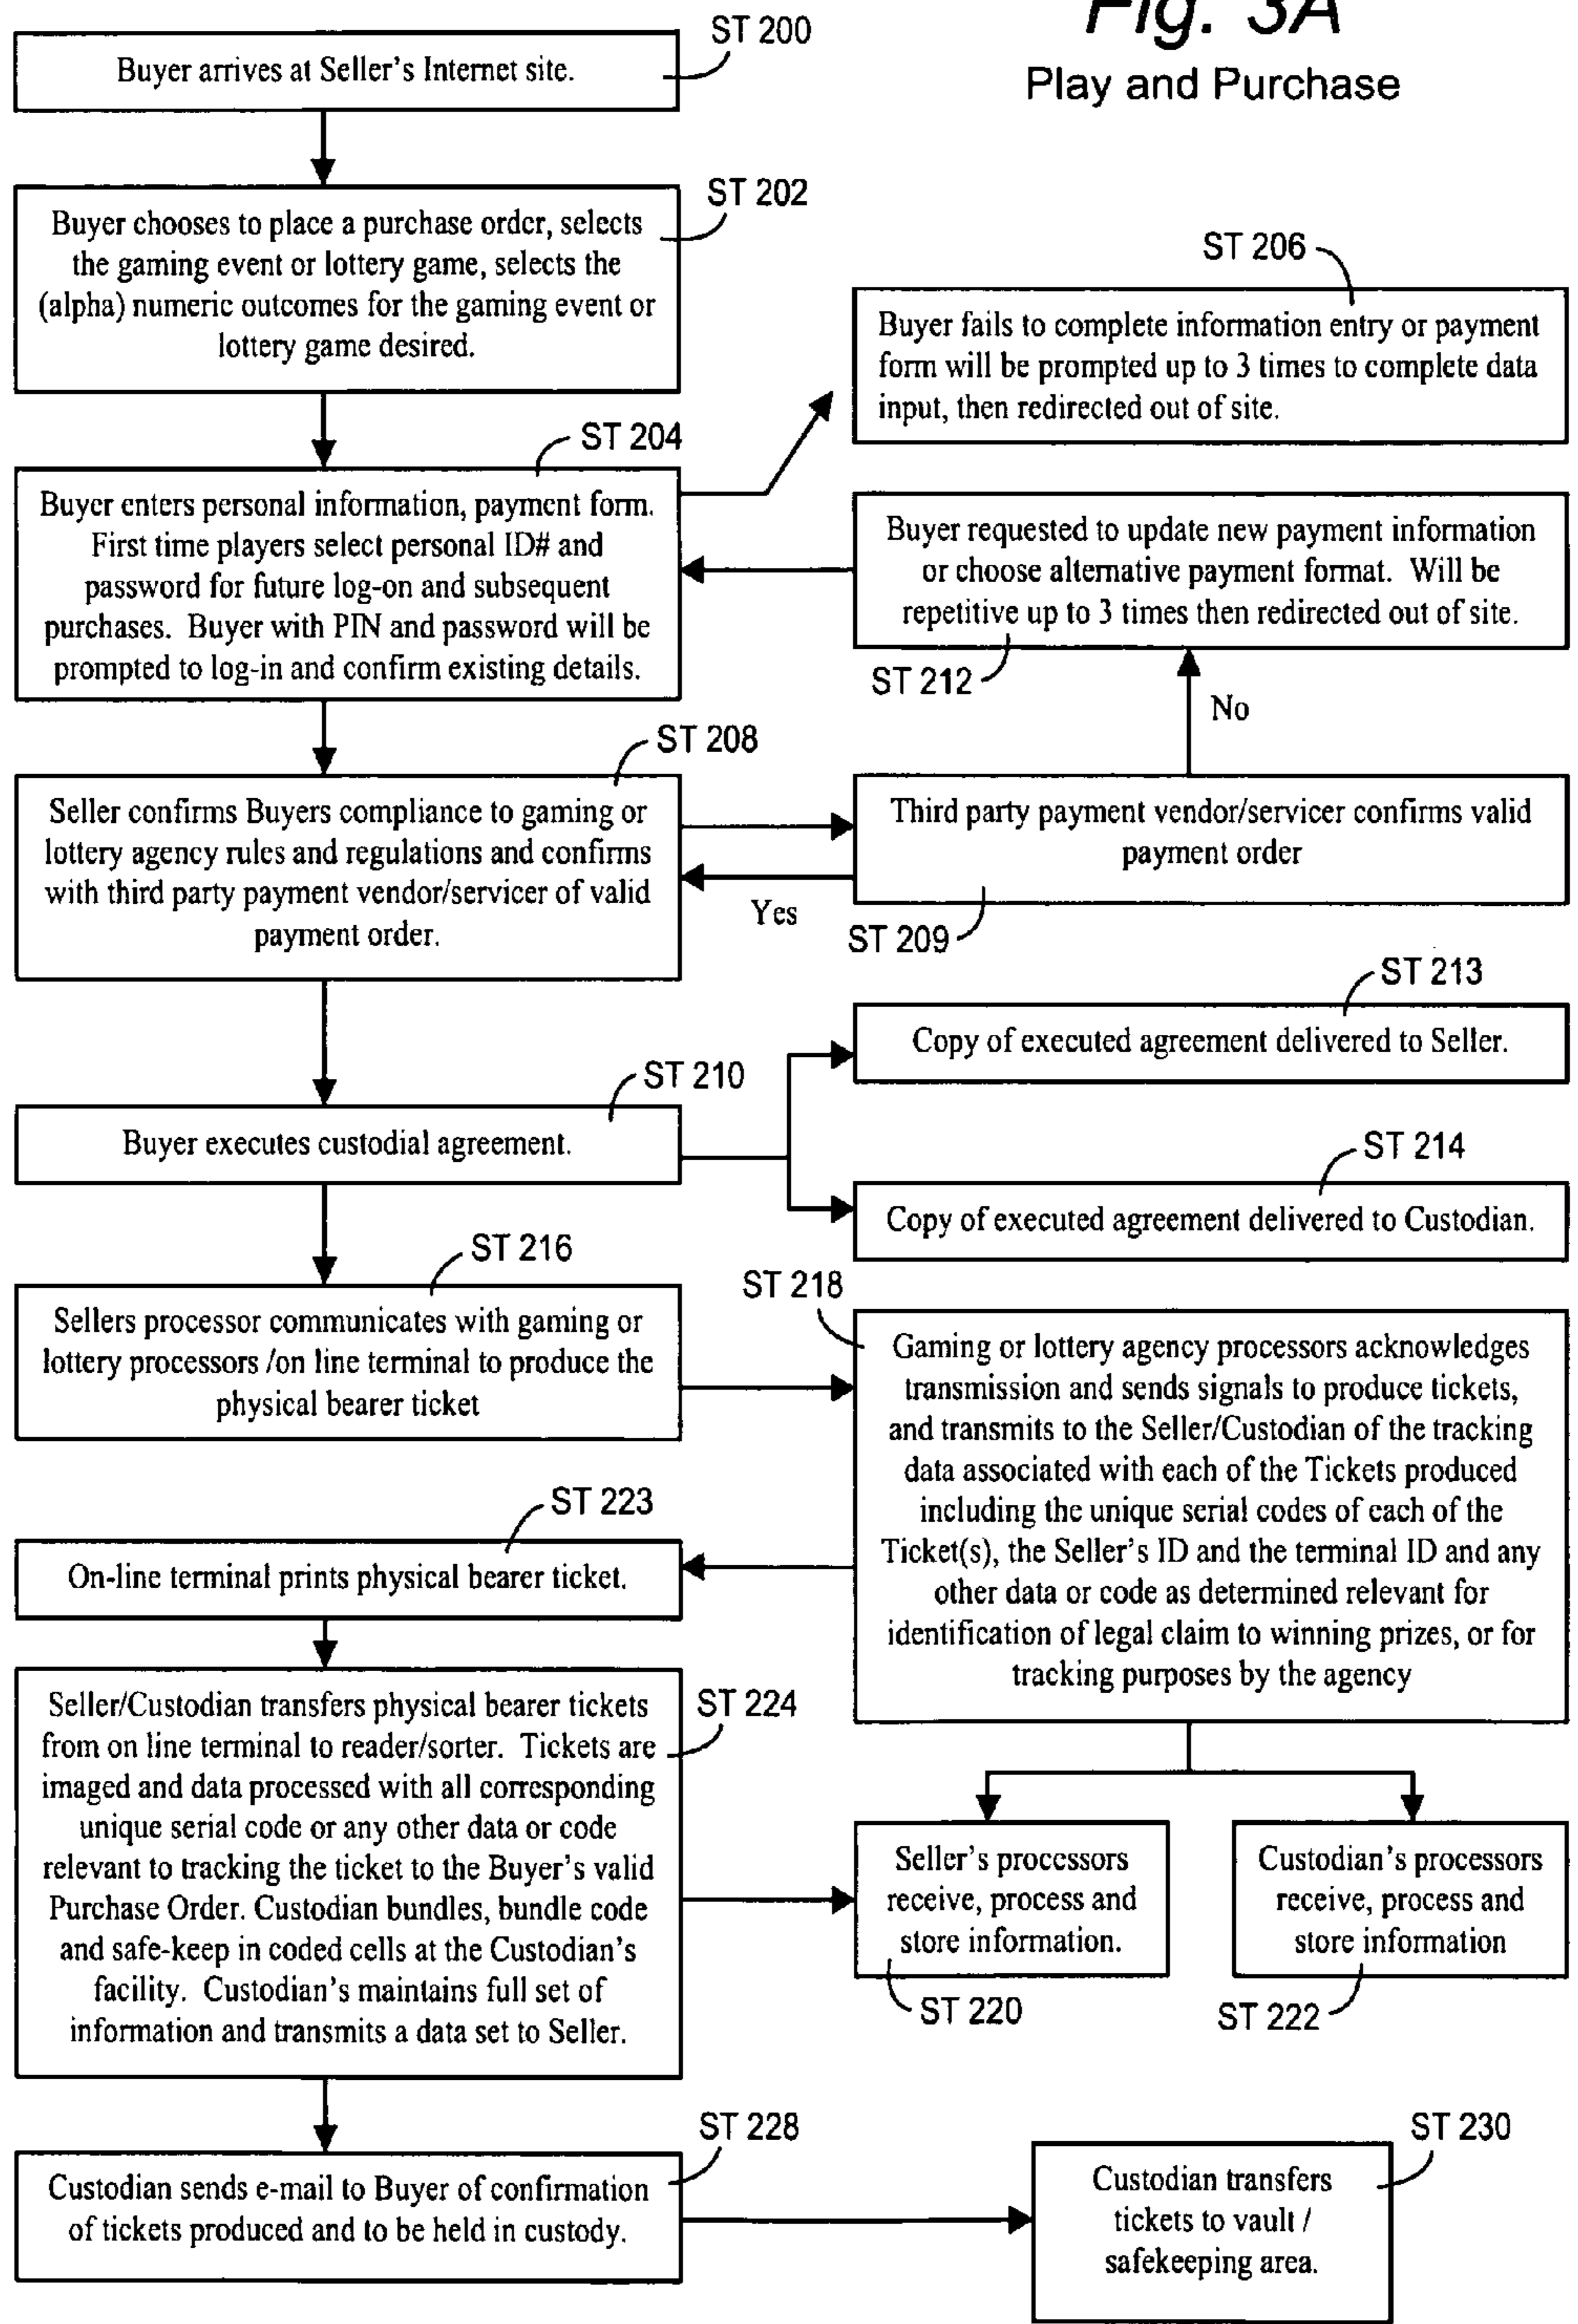 Fig. 3A
Play and Purchase
ST 200
Buyer arrives at Seller's Internet site.
ST 202
Buyer chooses to place a purchase order, selects
the gaming event or lottery game, selects the
(alpha) numeric outcomes for the gaming event or
lottery game desired.
ST 206
Buyer fails to complete information entry or payment
form will be prompted up to 3 times to complete data
input, then redirected out of site.
ST 204
Buyer enters personal information, payment form.
First time players select personal ID# and
password for future log-on and subsequent
purchases. Buyer with PIN and password will be
prompted to log-in and confirm existing details.
Buyer requested to update new payment information
or choose alternative payment format. Will be
repetitive up to 3 times then redirected out of site.
ST 212
No
ST 208
Seller confirms Buyers compliance to gaming or
lottery agency rules and regulations and confirms
with third party payment vendor/servicer of valid
payment order.
Third party payment vendor/servicer confirms valid
payment order
Yes
ST 209
ST 213
Copy of executed agreement delivered to Seller.
ST 210
Buyer executes custodial agreement.
ST 214
Copy of executed agreement delivered to Custodian.
ST 216
Sellers processor communicates with gaming or
lottery processors /on line terminal to produce the
physical bearer ticket
ST 218
Gaming or lottery agency processors acknowledges
transmission and sends signals to produce tickets,
and transmits to the Seller/Custodian of the tracking
data associated with each of the Tickets produced
including the unique serial codes of each of the
Ticket(s), the Seller's ID and the terminal ID and any
other data or code as determined relevant for
identification of legal claim to winning prizes, or for
tracking purposes by the agency
ST 223
On-line terminal prints physical bearer ticket.
ST 224
Seller/Custodian transfers physical bearer tickets
from on line terminal to reader/sorter. Tickets are
imaged and data processed with all corresponding
unique serial code or any other data or code
relevant to tracking the ticket to the Buyer's valid
Purchase Order. Custodian bundles, bundle code
and safe-keep in coded cells at the Custodian's
facility. Custodian's maintains full set of
information and transmits a data set to Seller.
Seller's processors
receive, process and
store information.
ST 220
Custodian's processors
receive, process and
store information
ST 222
ST 228
Custodian sends e-mail to Buyer of confirmation
of tickets produced and to be held in custody.
ST 230
Custodian transfers
tickets to vault /
safekeeping area.